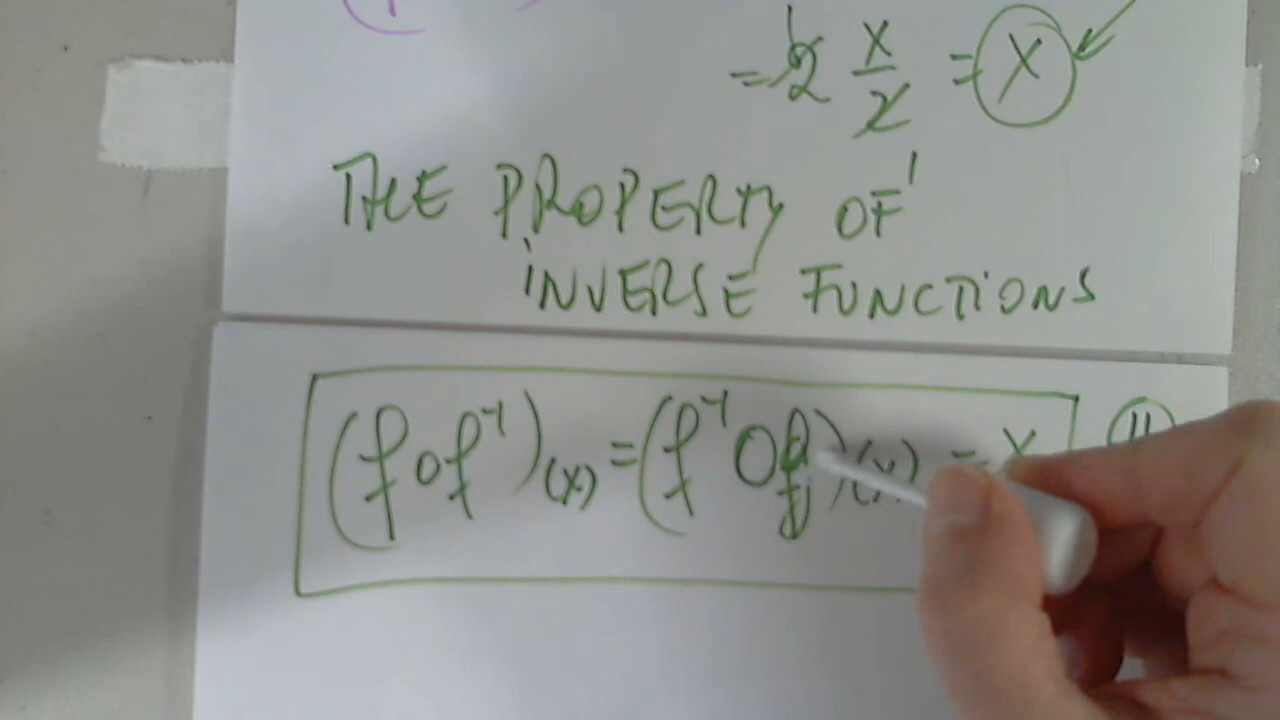 = 2 x/2 = x
THE PROPERTY OF
INVERSE FUNCTIONS
(f o f⁻¹)(x) = (f⁻¹ o f)(x) = x